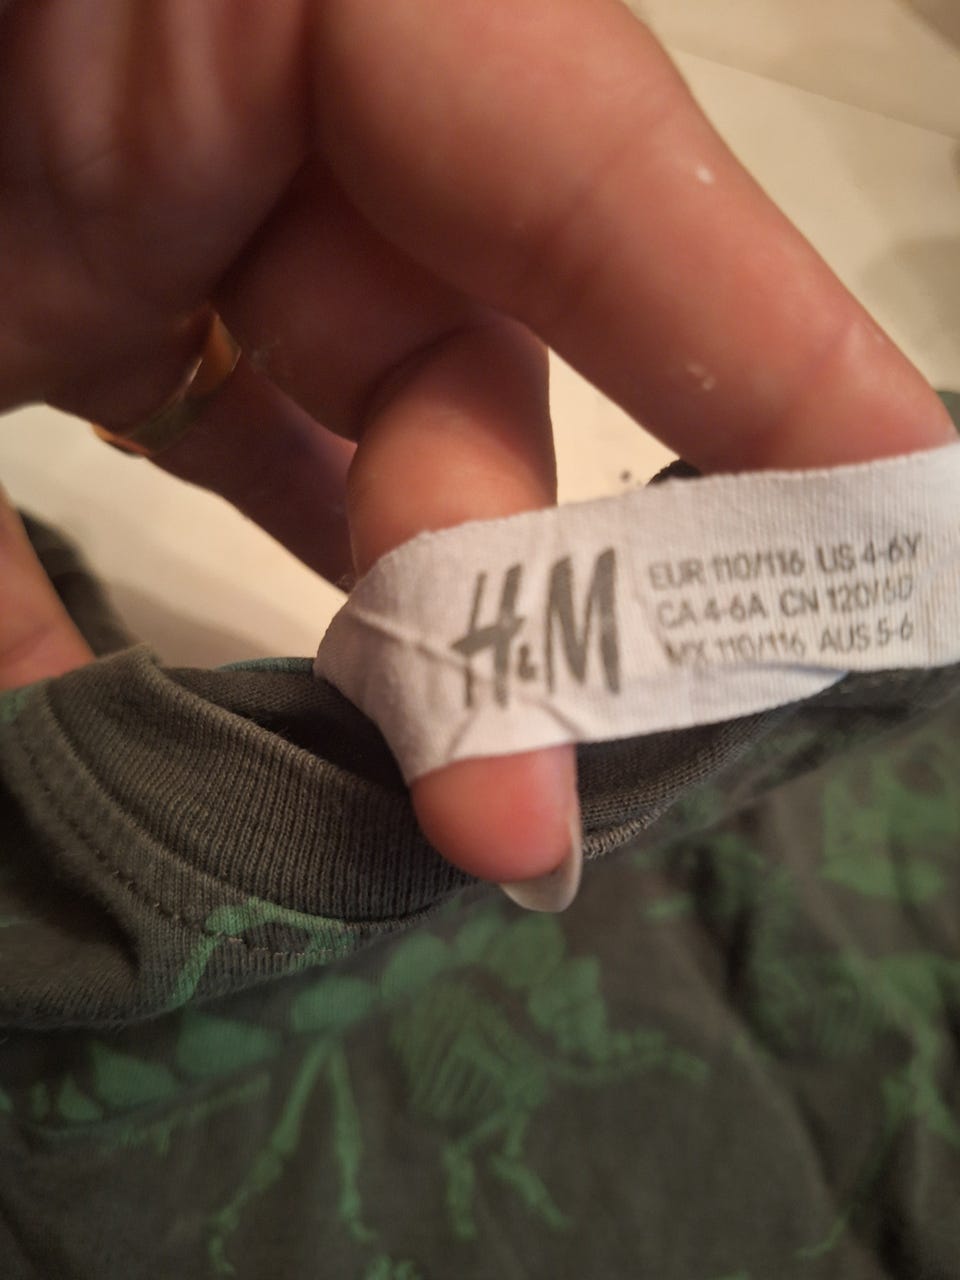 H&M
EUR 110/116 US 4-6Y
CA 4-6A CN 120/60
MX 110/116 AUS 5-6